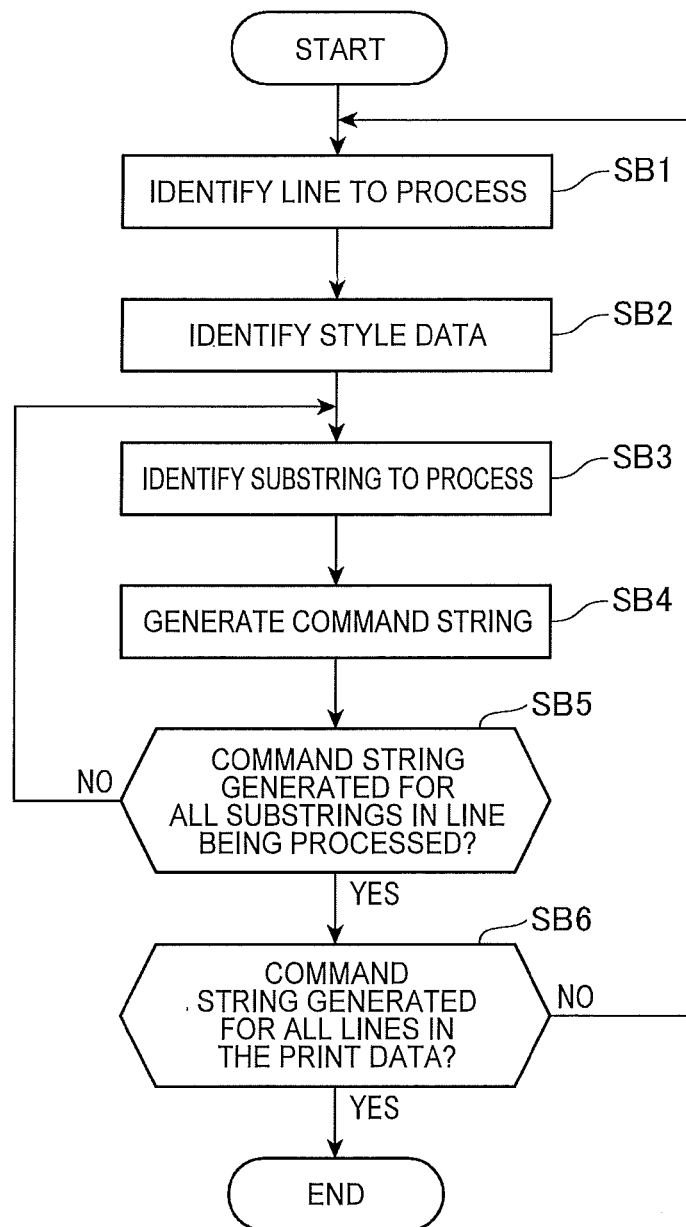 START
IDENTIFY LINE TO PROCESS
SB1
IDENTIFY STYLE DATA
SB2
IDENTIFY SUBSTRING TO PROCESS
SB3
GENERATE COMMAND STRING
SB4
SB5
COMMAND STRING
GENERATED FOR
ALL SUBSTRINGS IN LINE
BEING PROCESSED?
NO
YES
SB6
COMMAND
STRING GENERATED
FOR ALL LINES IN
THE PRINT DATA?
NO
YES
END